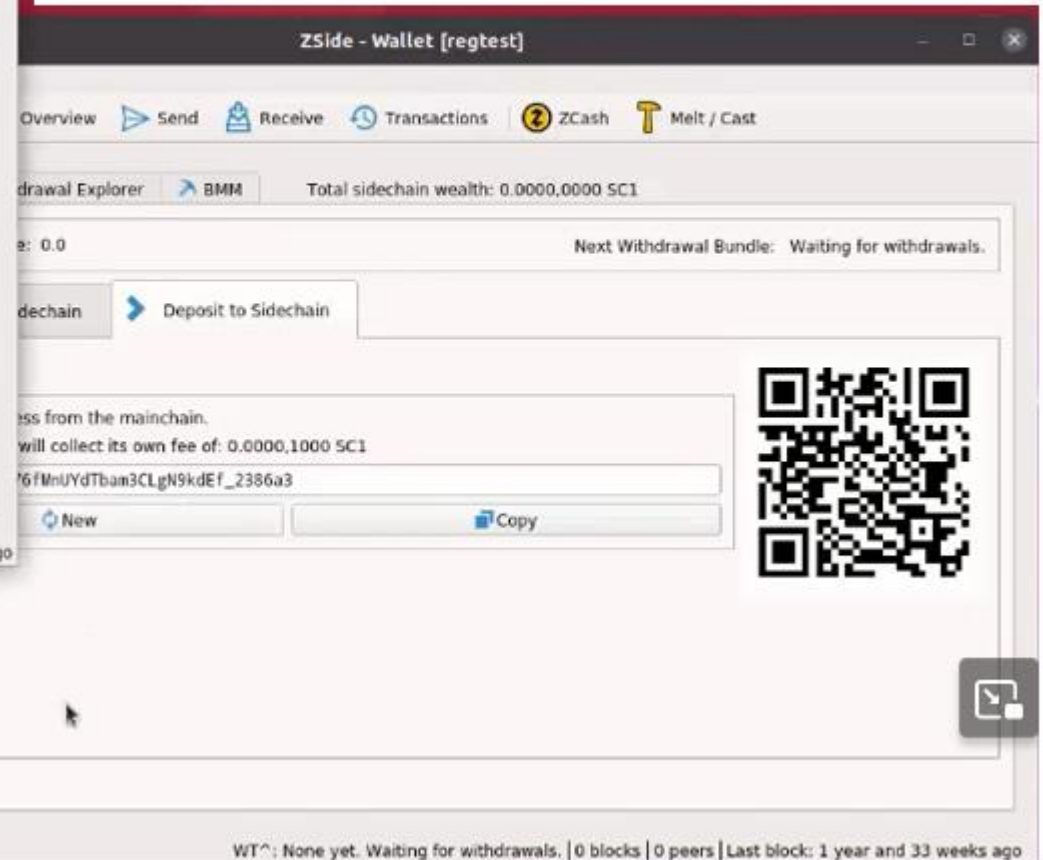 ZSide - Wallet [regtest]
Overview Send Receive Transactions ZCash Melt / Cast
drawal Explorer BMM Total sidechain wealth: 0.0000,0000 SC1
e: 0.0 Next Withdrawal Bundle: Waiting for withdrawals.
dechain Deposit to Sidechain
ess from the mainchain.
will collect its own fee of: 0.0000,1000 SC1
76fWnUYdTbam3CLgN9kdEf_2386a3
New Copy
go
WT^: None yet. Waiting for withdrawals. | 0 blocks | 0 peers | Last block: 1 year and 33 weeks ago